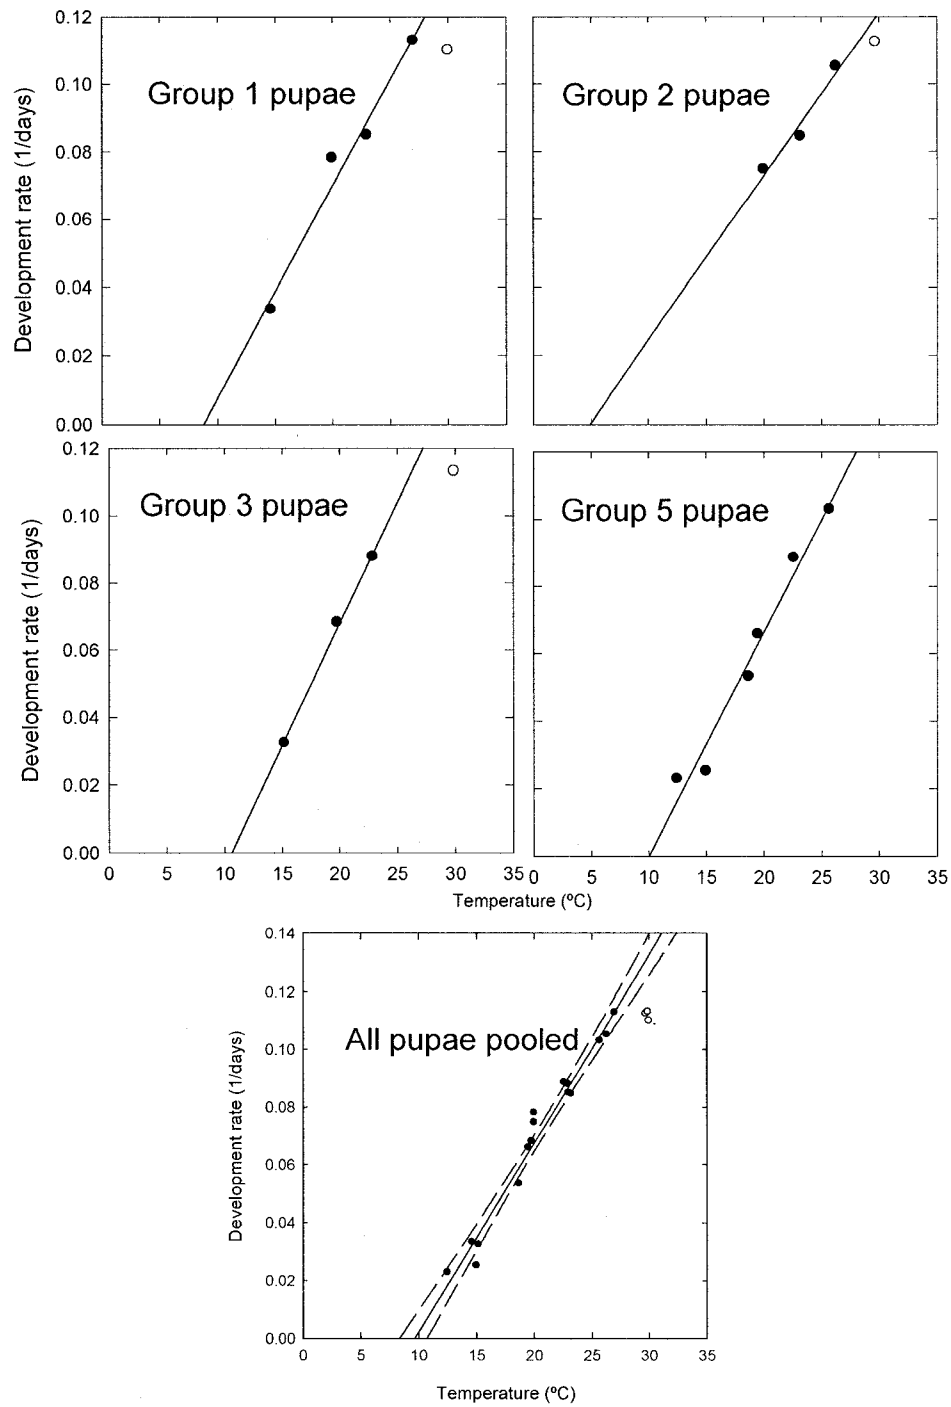 0.12
0.10
0.08
0.06
0.04
0.02
0.00
Development rate (1/days)
Group 1 pupae
Group 2 pupae
0.12
0.10
0.08
0.06
0.04
0.02
0.00
Development rate (1/days)
Group 3 pupae
Group 5 pupae
0 5 10 15 20 25 30 35 0 5 10 15 20 25 30 35
Temperature (ºC)
0.14
0.12
0.10
0.08
0.06
0.04
0.02
0.00
Development rate (1/days)
All pupae pooled
0 5 10 15 20 25 30 35
Temperature (ºC)